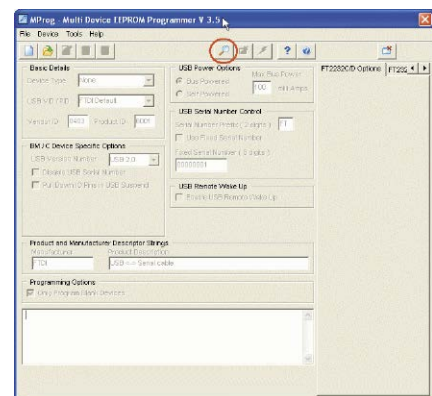 MProg - Multi Device EEPROM Programmer V 3.5
File Device Tools Help
Basic Details
Device Type None
USB VID / PID FTDI Default
Vendor ID 0403 Product ID 6001
BM / C Device Specific Options
USB Version Number USB 2.0
Disable USB Serial Number
Pull Down IO Pins in USB Suspend
USB Power Options
Bus Powered
Self Powered
Max Bus Power
100 milliAmps
USB Serial Number Control
Serial Number Prefix ( 2 digits ) FT
Use Fixed Serial Number
Fixed Serial Number ( 8 digits )
00000001
USB Remote Wake Up
Enable USB Remote Wake Up
FT2232C/D Options
FT232
Product and Manufacturer Descriptor Strings
Manufacturer Product Description
FTDI USB <-> Serial cable
Programming Options
Only Program Blank Devices